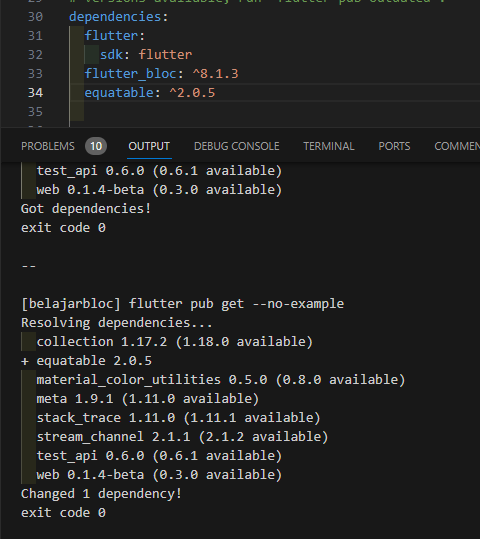 29 # versions available, run `flutter pub outdated`.
30 dependencies:
31 flutter:
32 sdk: flutter
33 flutter_bloc: ^8.1.3
34 equatable: ^2.0.5
35
PROBLEMS 10 OUTPUT DEBUG CONSOLE TERMINAL PORTS COMMEN
test_api 0.6.0 (0.6.1 available)
web 0.1.4-beta (0.3.0 available)
Got dependencies!
exit code 0
--
[belajarbloc] flutter pub get --no-example
Resolving dependencies...
collection 1.17.2 (1.18.0 available)
+ equatable 2.0.5
material_color_utilities 0.5.0 (0.8.0 available)
meta 1.9.1 (1.11.0 available)
stack_trace 1.11.0 (1.11.1 available)
stream_channel 2.1.1 (2.1.2 available)
test_api 0.6.0 (0.6.1 available)
web 0.1.4-beta (0.3.0 available)
Changed 1 dependency!
exit code 0